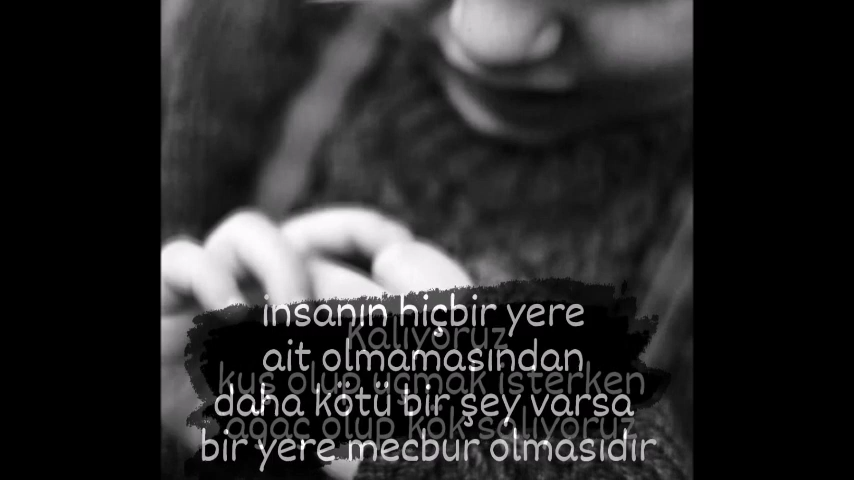 insanın hiçbir yere
Kalıyoruz
ait olmamasından
kuş olup uçmak isterken
daha kötü bir şey varsa
ağaç olup kök salıyoruz
bir yere mecbur olmasıdır